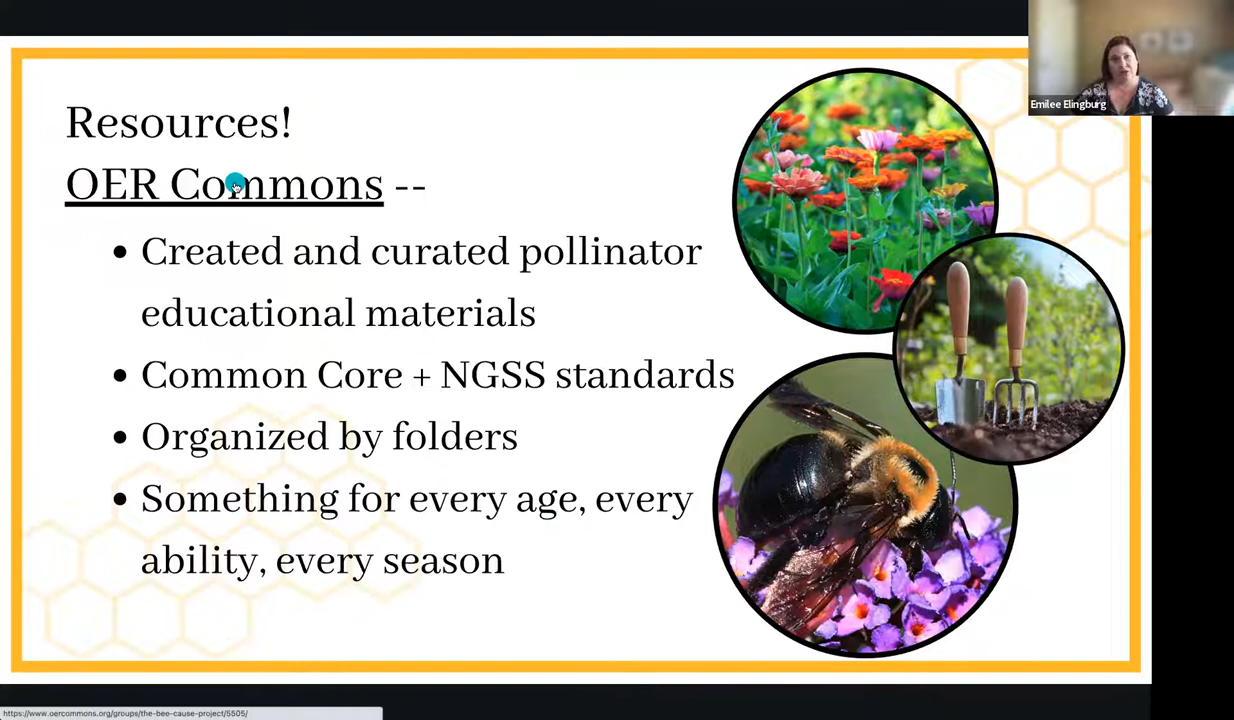 Emilee Elingburg
Resources!
OER Commons --
• Created and curated pollinator
educational materials
• Common Core + NGSS standards
• Organized by folders
• Something for every age, every
ability, every season
https://www.oercommons.org/groups/the-bee-cause-project/5505/